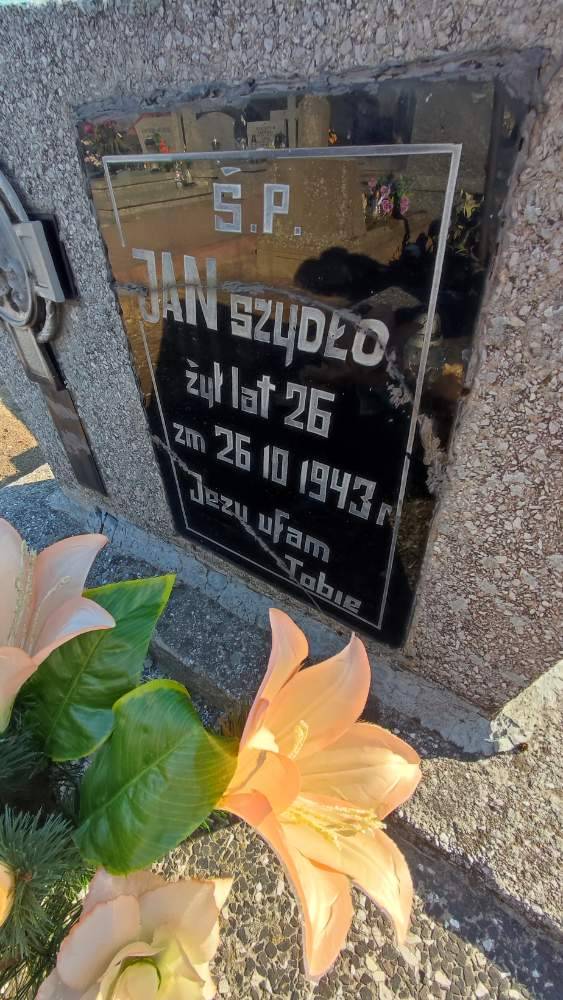 Ś.P.
JAN SZYDŁO
żył lat 26
zm 26 10 1943 r
Jezu ufam
Tobie